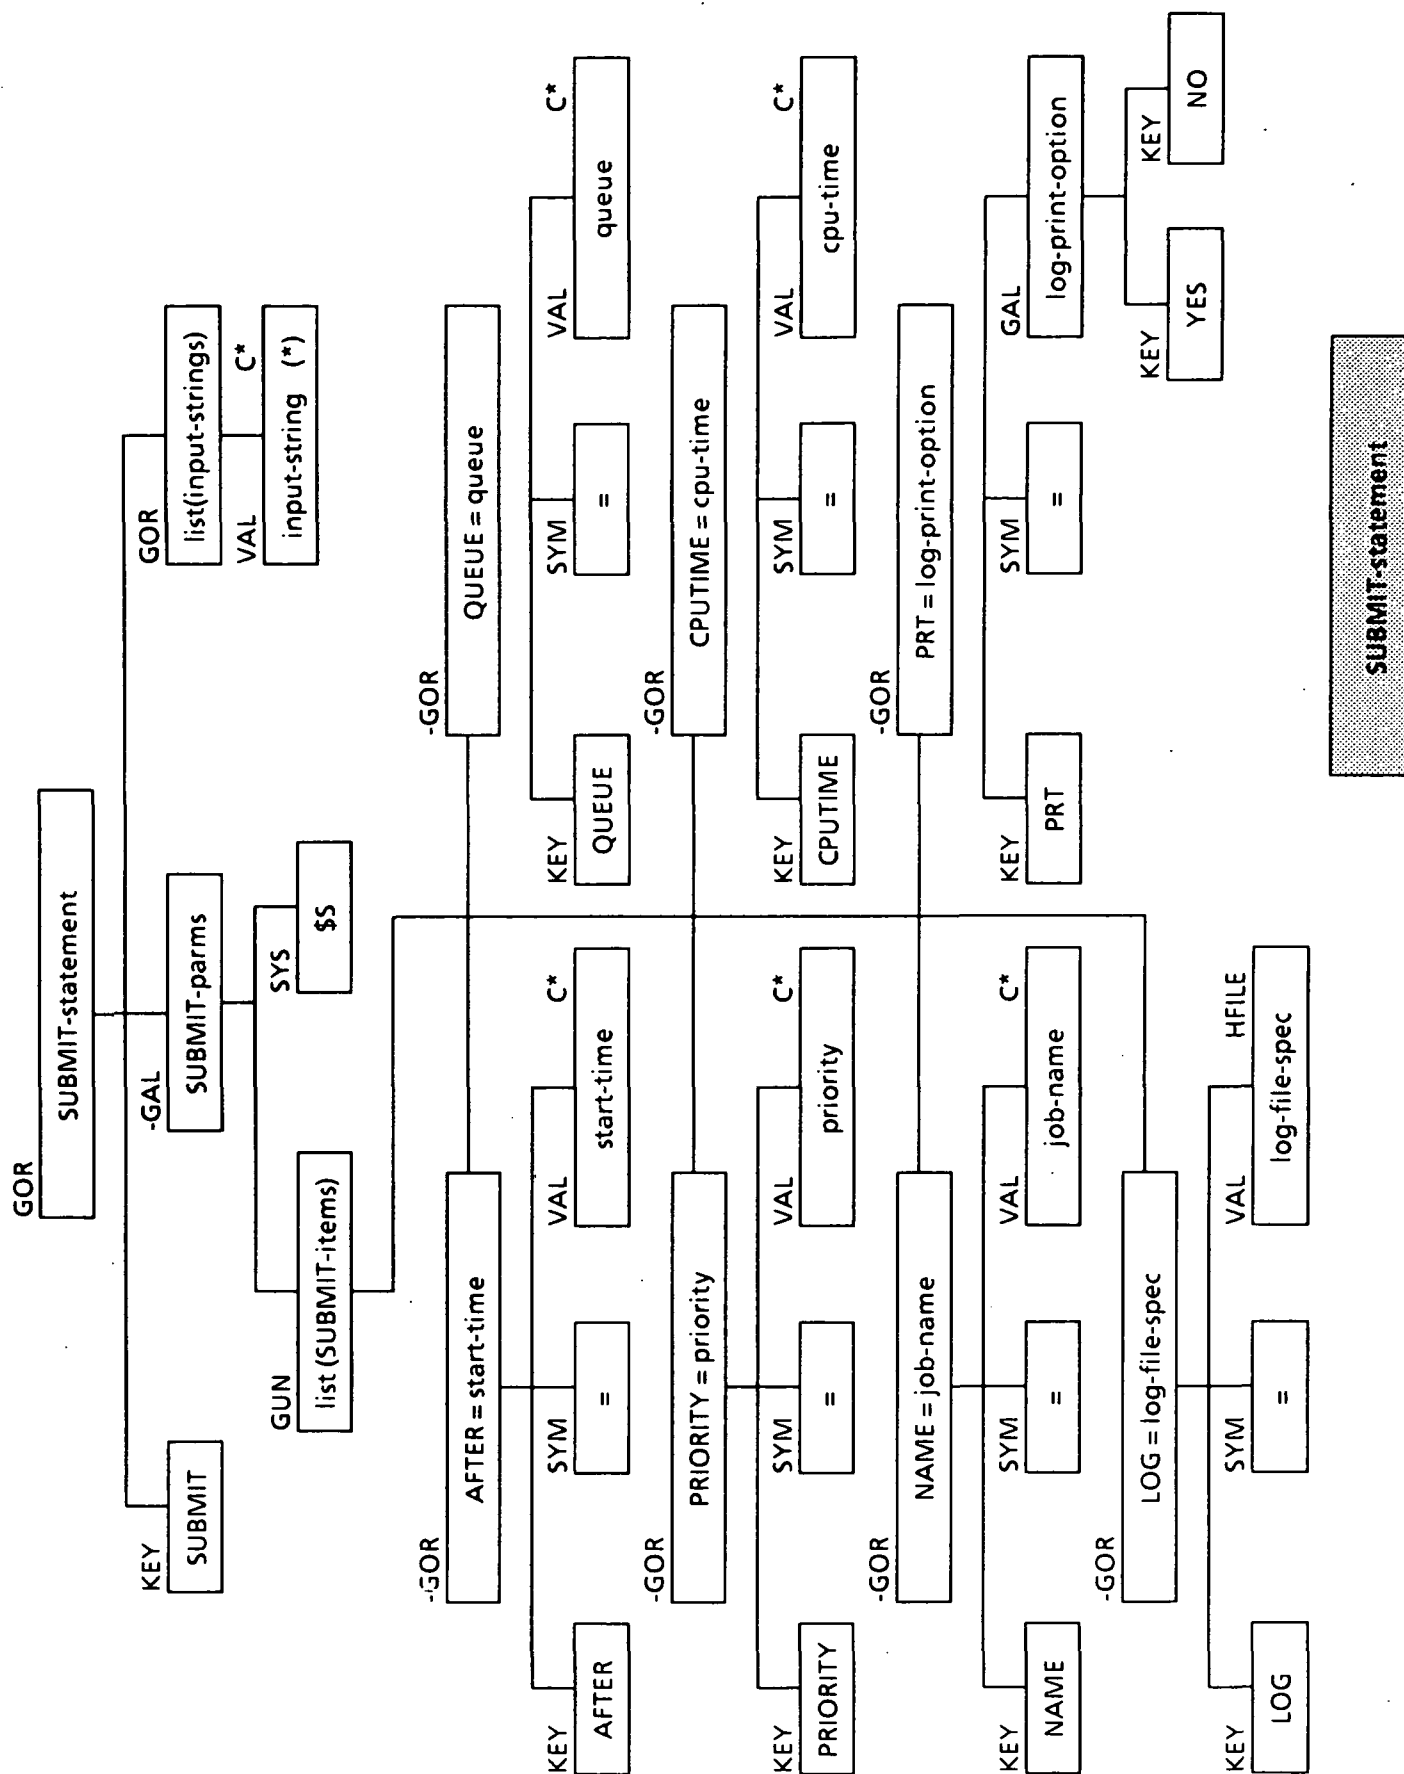 GOR
SUBMIT-statement
KEY
SUBMIT
-GAL
SUBMIT-parms
GOR
list(input-strings)
VAL C*
input-string (*)
GUN
list (SUBMIT-items)
SYS
$S
-GOR
AFTER = start-time
KEY
AFTER
SYM
=
VAL C*
start-time
-GOR
QUEUE = queue
KEY
QUEUE
SYM
=
VAL C*
queue
-GOR
PRIORITY = priority
KEY
PRIORITY
SYM
=
VAL C*
priority
-GOR
CPUTIME = cpu-time
KEY
CPUTIME
SYM
=
VAL C*
cpu-time
-GOR
NAME = job-name
KEY
NAME
SYM
=
VAL C*
job-name
-GOR
PRT = log-print-option
KEY
PRT
SYM
=
GAL
log-print-option
KEY
YES
KEY
NO
-GOR
LOG = log-file-spec
KEY
LOG
SYM
=
VAL HFILE
log-file-spec
SUBMIT-statement